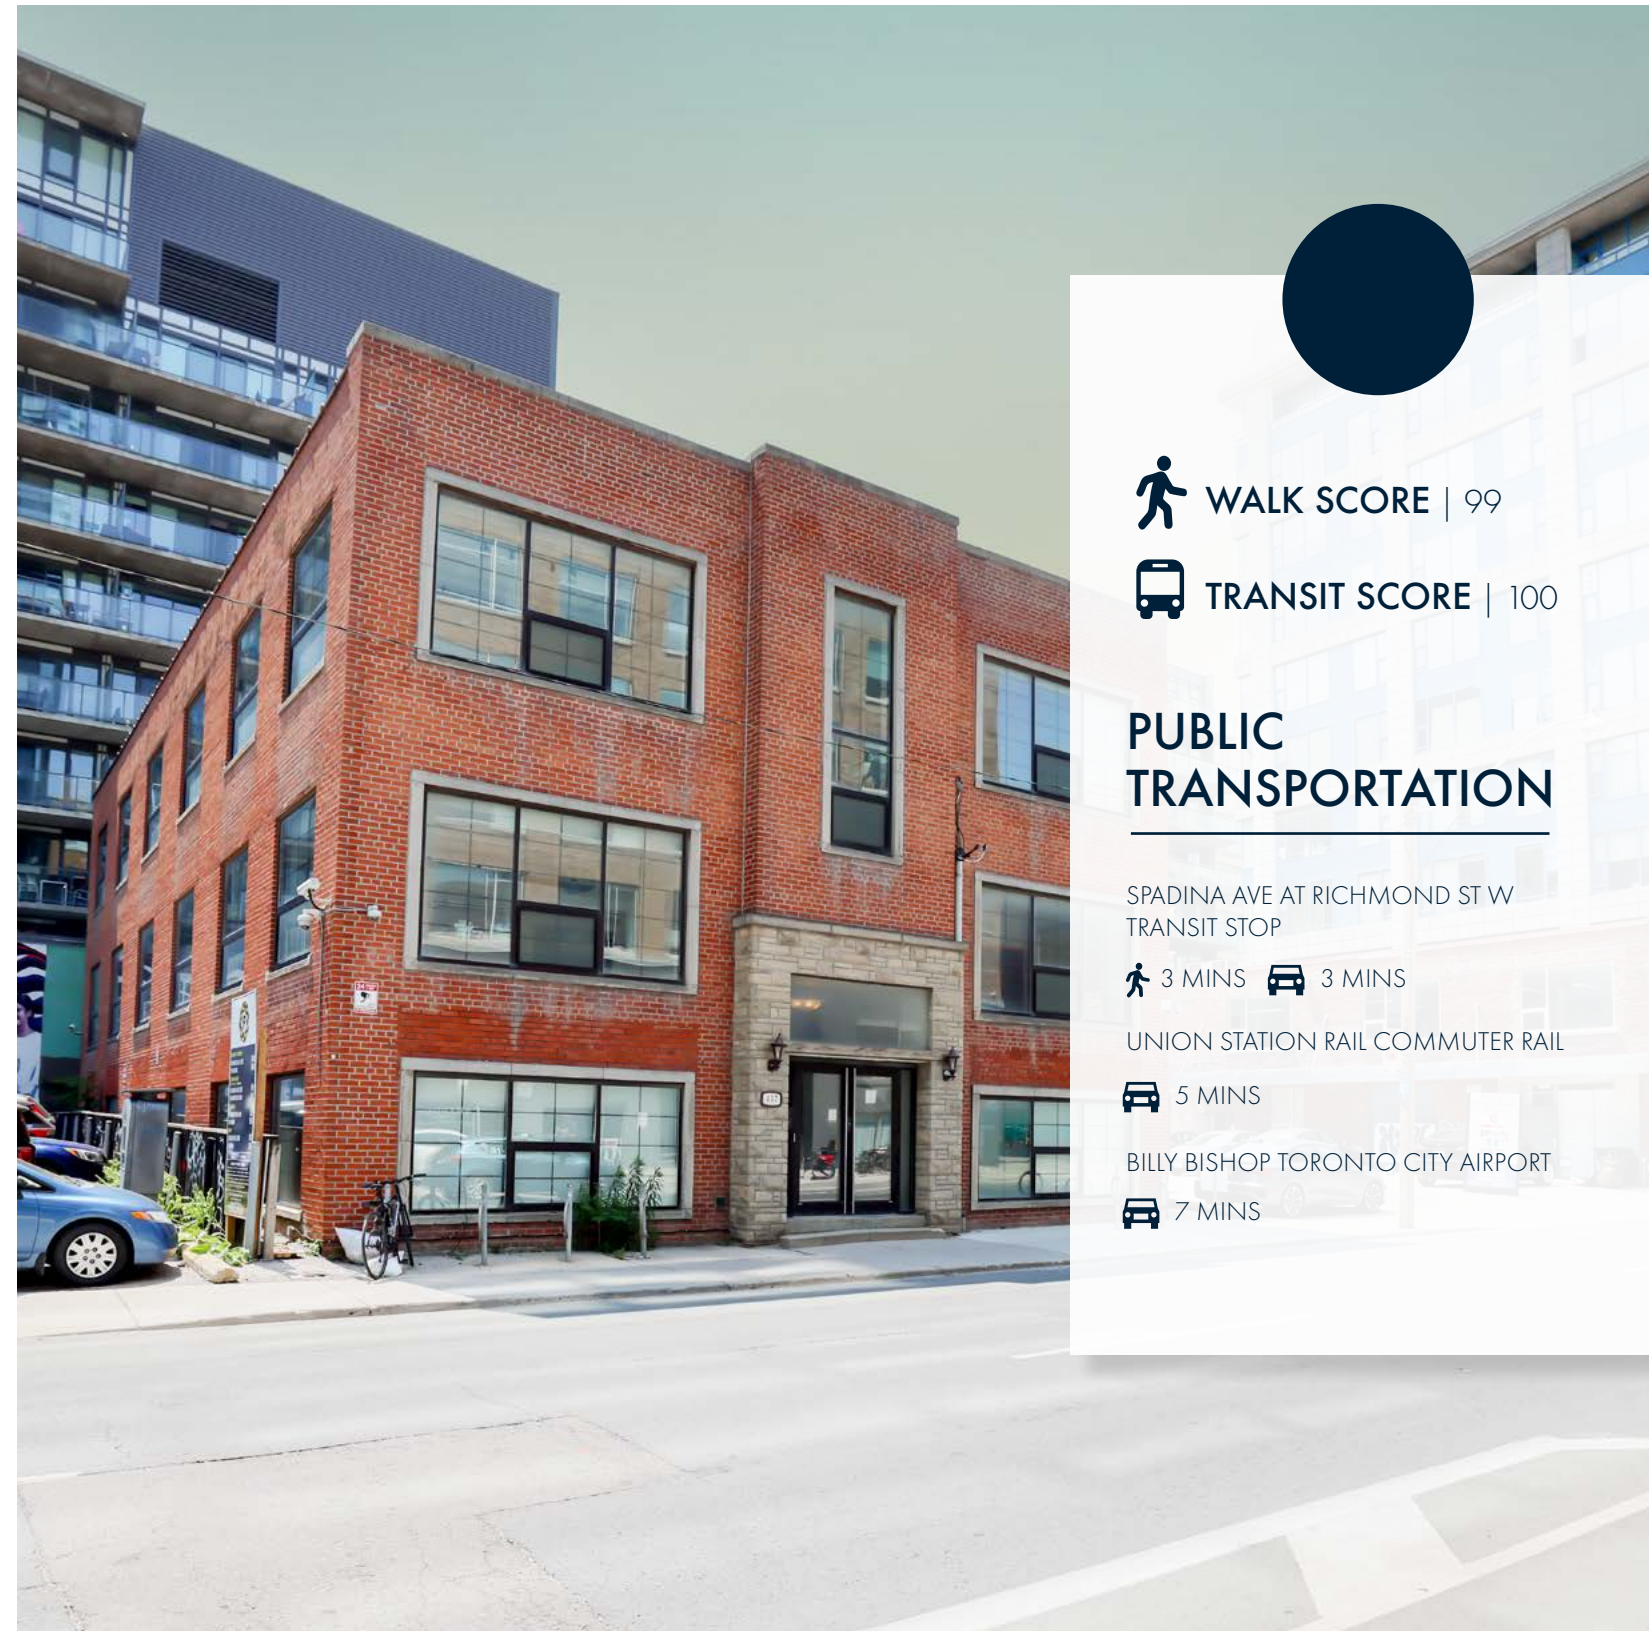 WALK SCORE | 99
TRANSIT SCORE | 100
PUBLIC
TRANSPORTATION
SPADINA AVE AT RICHMOND ST W
TRANSIT STOP
3 MINS 3 MINS
UNION STATION RAIL COMMUTER RAIL
5 MINS
BILLY BISHOP TORONTO CITY AIRPORT
7 MINS